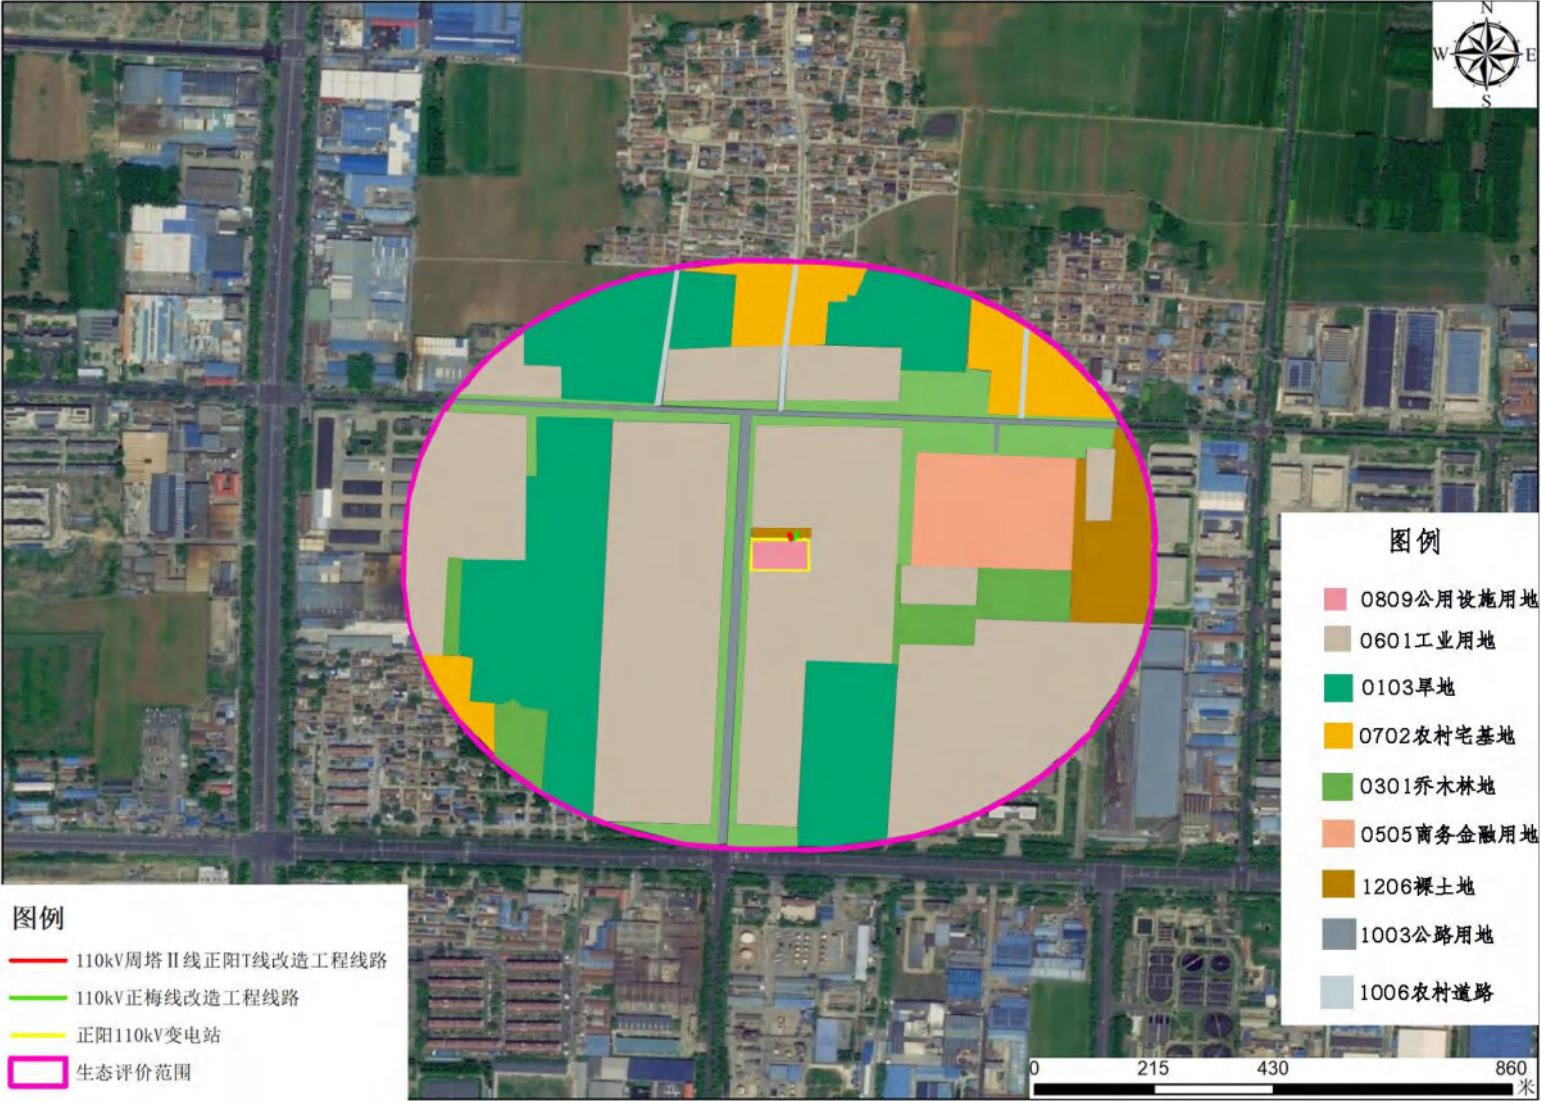 N
W E
S
图例
0809公用设施用地
0601工业用地
0103旱地
0702农村宅基地
0301乔木林地
0505商务金融用地
1206裸土地
1003公路用地
1006农村道路
图例
110kV周塔Ⅱ线正阳T线改造工程线路
110kV正梅线改造工程线路
正阳110kV变电站
生态评价范围
0 215 430 860
米